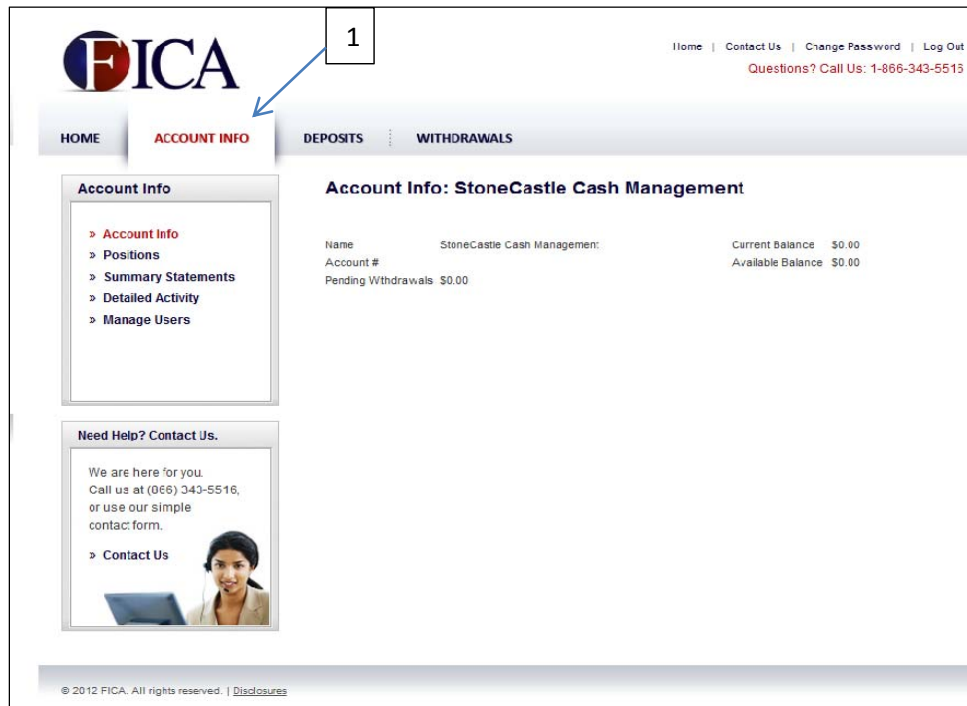 FICA
1
Home | Contact Us | Change Password | Log Out
Questions? Call Us: 1-866-343-5516
HOME ACCOUNT INFO DEPOSITS WITHDRAWALS
Account Info
» Account Info
» Positions
» Summary Statements
» Detailed Activity
» Manage Users
Account Info: StoneCastle Cash Management
Name StoneCastle Cash Management Current Balance $0.00
Account # Available Balance $0.00
Pending Withdrawals $0.00
Need Help? Contact Us.
We are here for you.
Call us at (866) 343-5516,
or use our simple
contact form.
» Contact Us
© 2012 FICA. All rights reserved. | Disclosures